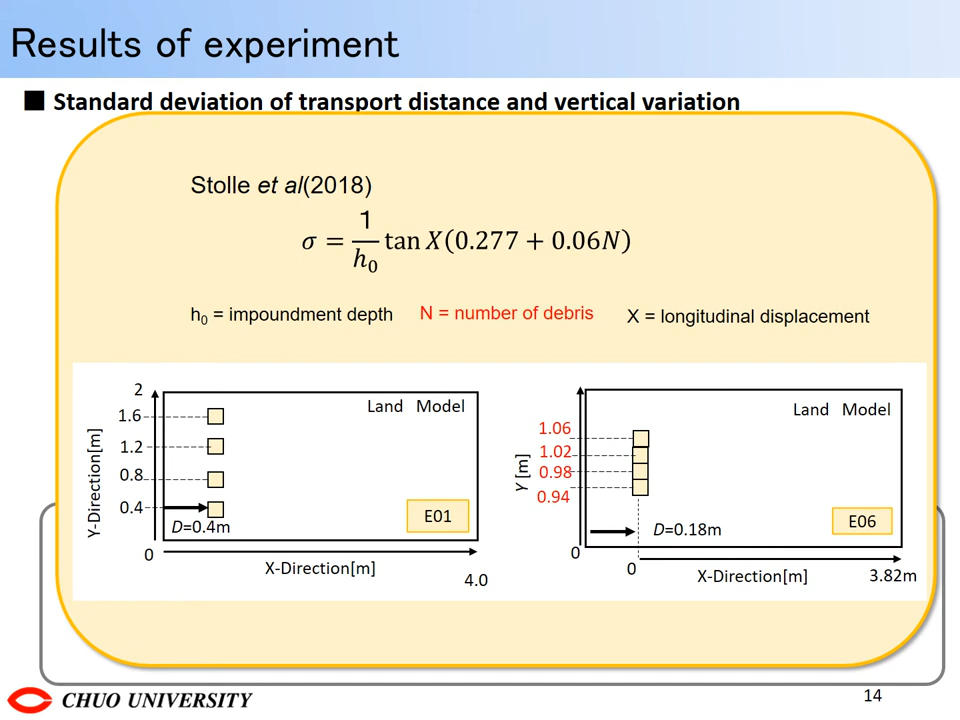 Results of experiment
■ Standard deviation of transport distance and vertical variation
Stolle et al(2018)
σ = 1/h₀ tan X(0.277 + 0.06N)
h₀ = impoundment depth N = number of debris X = longitudinal displacement
2
1.6
1.2
0.8
0.4
0
Y-Direction[m]
Land Model
D=0.4m
E01
X-Direction[m]
4.0
1.06
1.02
0.98
0.94
0
Y [m]
Land Model
D=0.18m
E06
0
X-Direction[m]
3.82m
CHUO UNIVERSITY
14